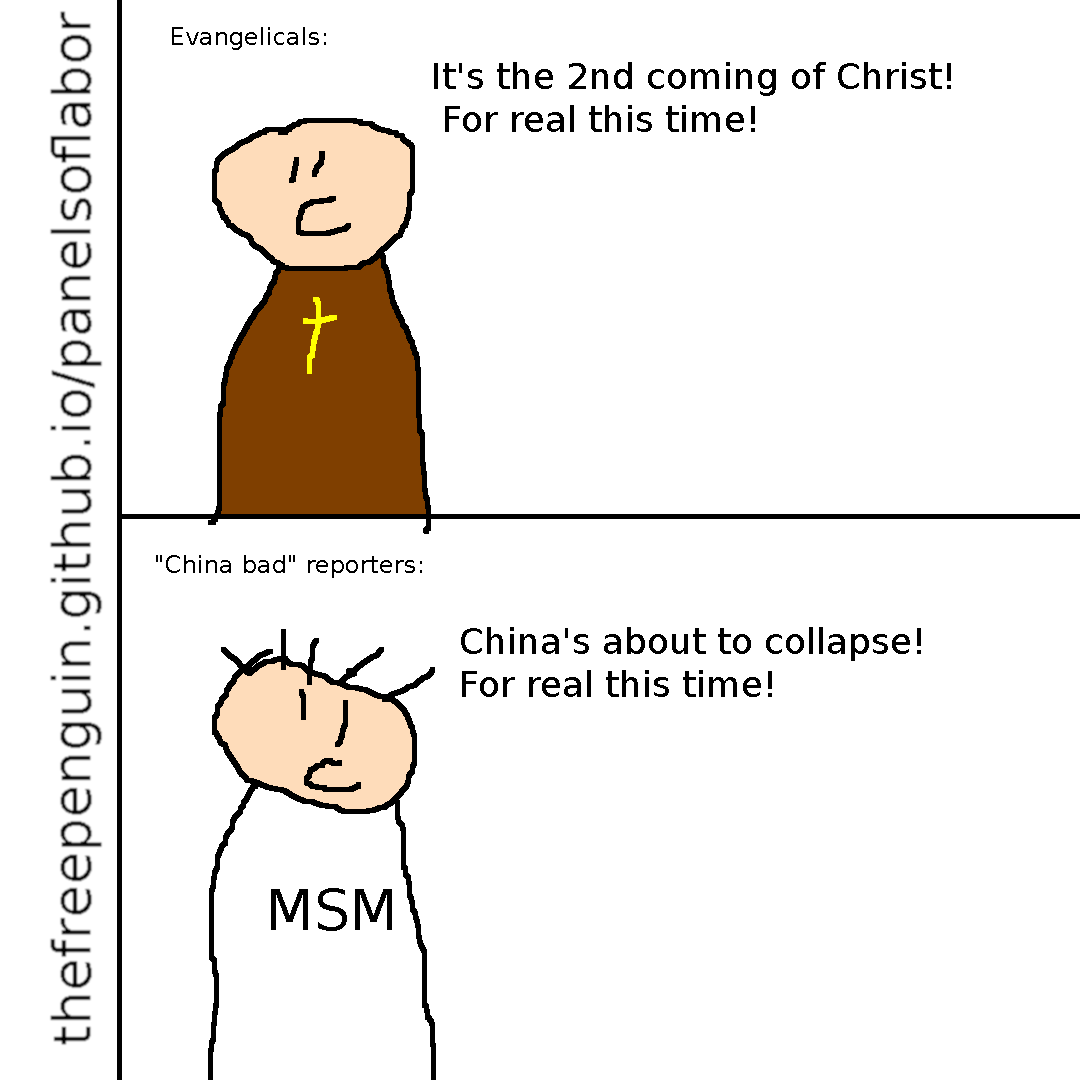 thefreepenguin.github.io/panelsoflabor
Evangelicals:
It's the 2nd coming of Christ!
For real this time!
"China bad" reporters:
China's about to collapse!
For real this time!
MSM